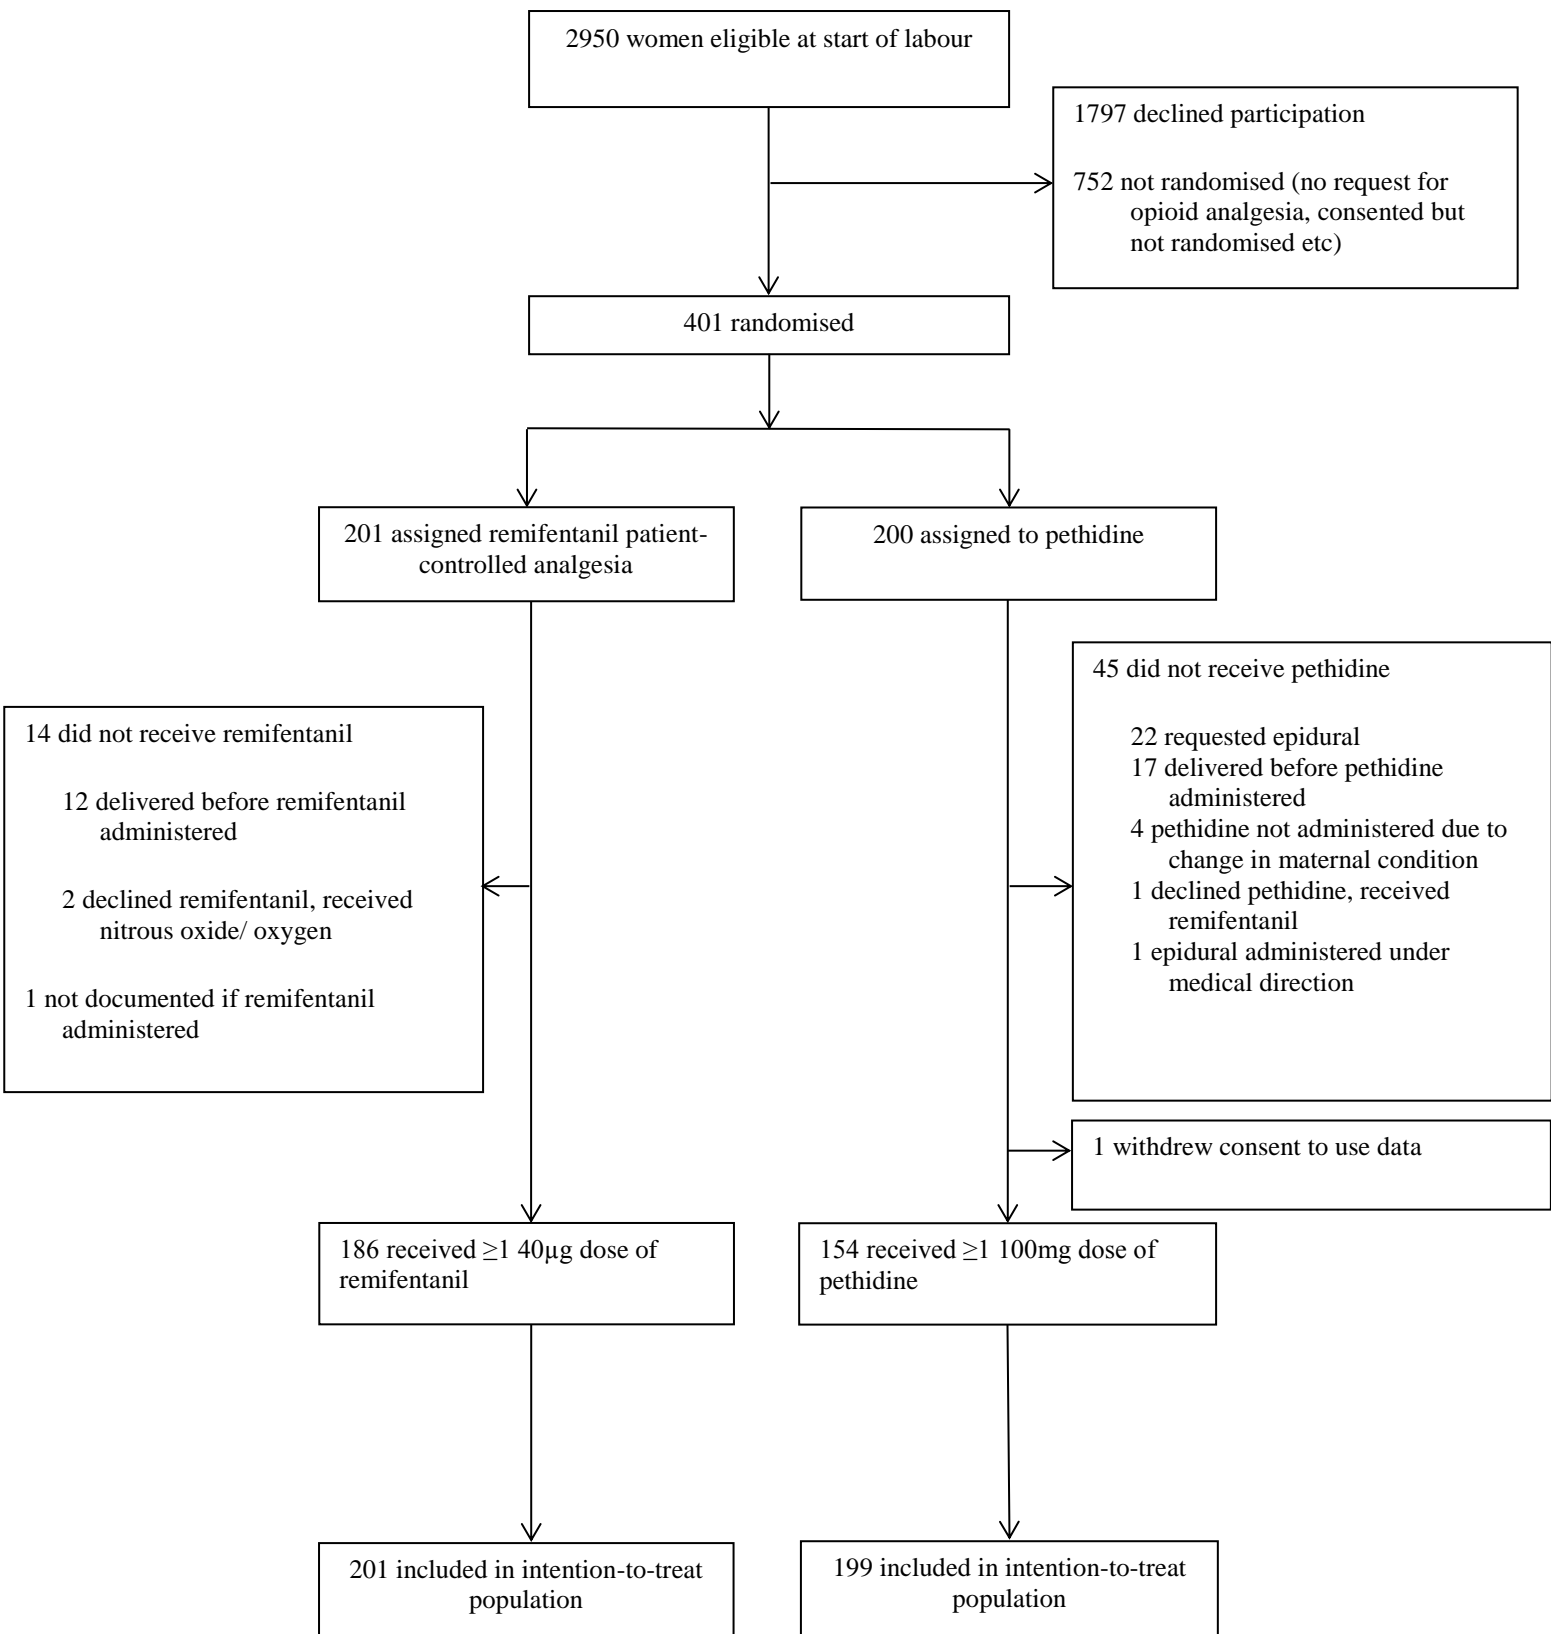 2950 women eligible at start of labour
1797 declined participation
752 not randomised (no request for
opioid analgesia, consented but
not randomised etc)
401 randomised
201 assigned remifentanil patient-
controlled analgesia
200 assigned to pethidine
14 did not receive remifentanil
12 delivered before remifentanil
administered
2 declined remifentanil, received
nitrous oxide/ oxygen
1 not documented if remifentanil
administered
45 did not receive pethidine
22 requested epidural
17 delivered before pethidine
administered
4 pethidine not administered due to
change in maternal condition
1 declined pethidine, received
remifentanil
1 epidural administered under
medical direction
1 withdrew consent to use data
186 received ≥1 40µg dose of
remifentanil
154 received ≥1 100mg dose of
pethidine
201 included in intention-to-treat
population
199 included in intention-to-treat
population